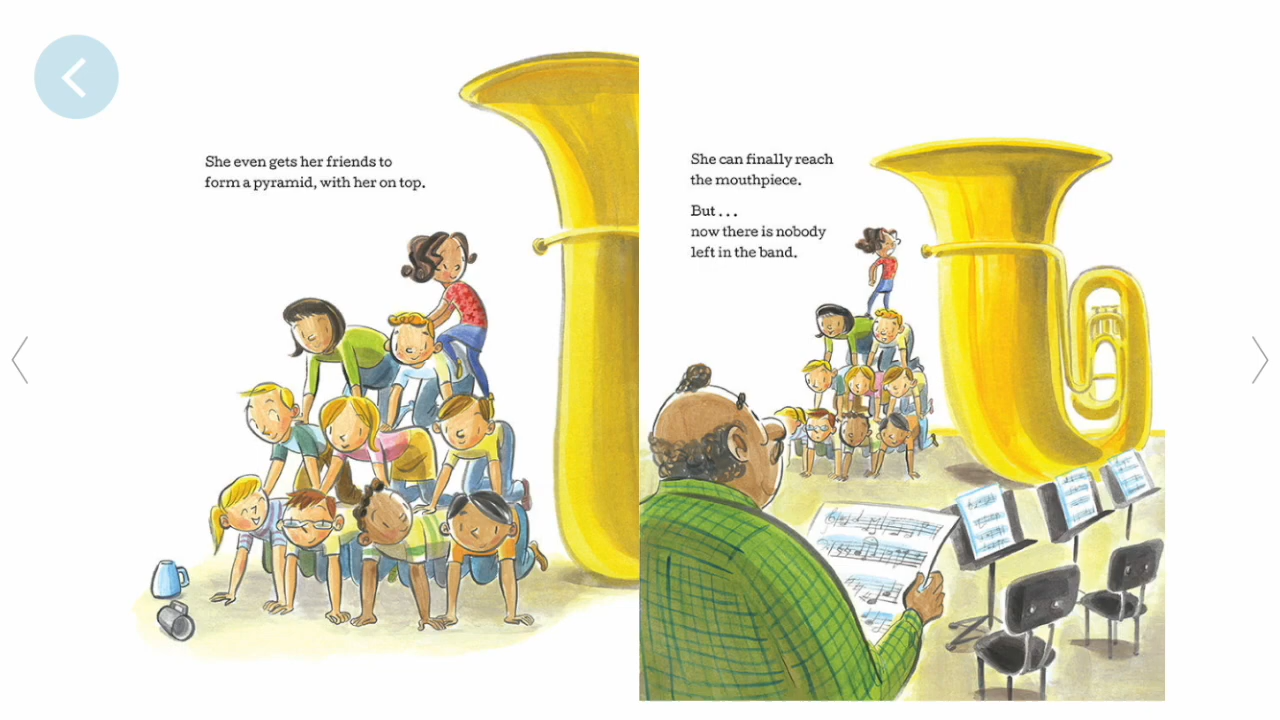 She even gets her friends to
form a pyramid, with her on top.
She can finally reach
the mouthpiece.
But . . .
now there is nobody
left in the band.